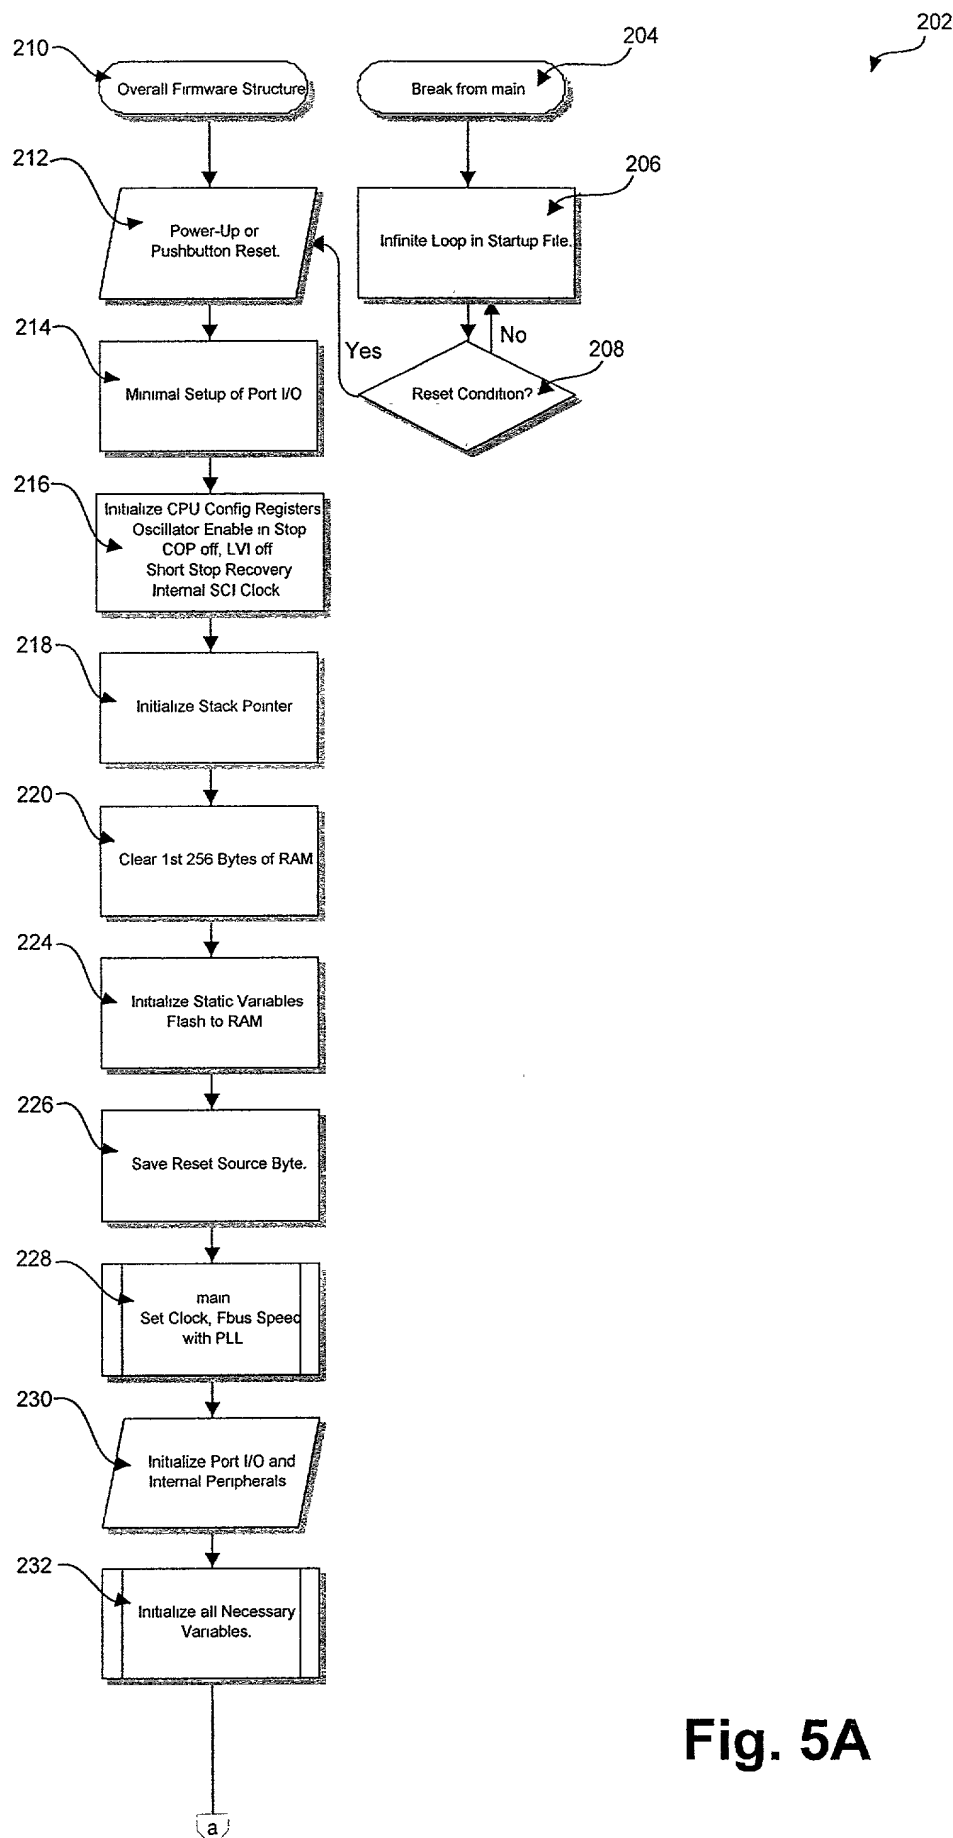 202
210
204
Overall Firmware Structure
Break from main
212
206
Power-Up or
Pushbutton Reset.
Infinite Loop in Startup File.
214
Yes
No
208
Minimal Setup of Port I/O
Reset Condition?
216
Initialize CPU Config Registers
Oscillator Enable in Stop
COP off, LVI off
Short Stop Recovery
Internal SCI Clock
218
Initialize Stack Pointer
220
Clear 1st 256 Bytes of RAM
224
Initialize Static Variables
Flash to RAM
226
Save Reset Source Byte.
228
main
Set Clock, Fbus Speed
with PLL
230
Initialize Port I/O and
Internal Peripherals
232
Initialize all Necessary
Variables.
Fig. 5A
a